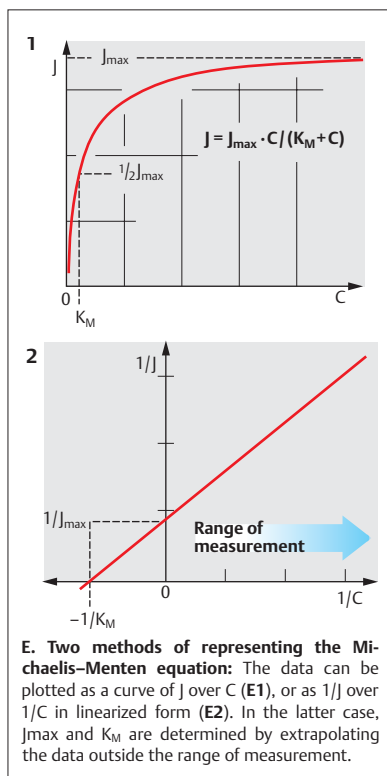 1
J
Jmax
J = Jmax · C/(KM + C)
1/2Jmax
0
C
KM
2
1/J
1/Jmax
Range of
measurement
0
1/C
–1/KM
E. Two methods of representing the Mi-
chaelis–Menten equation: The data can be
plotted as a curve of J over C (E1), or as 1/J over
1/C in linearized form (E2). In the latter case,
Jmax and KM are determined by extrapolating
the data outside the range of measurement.